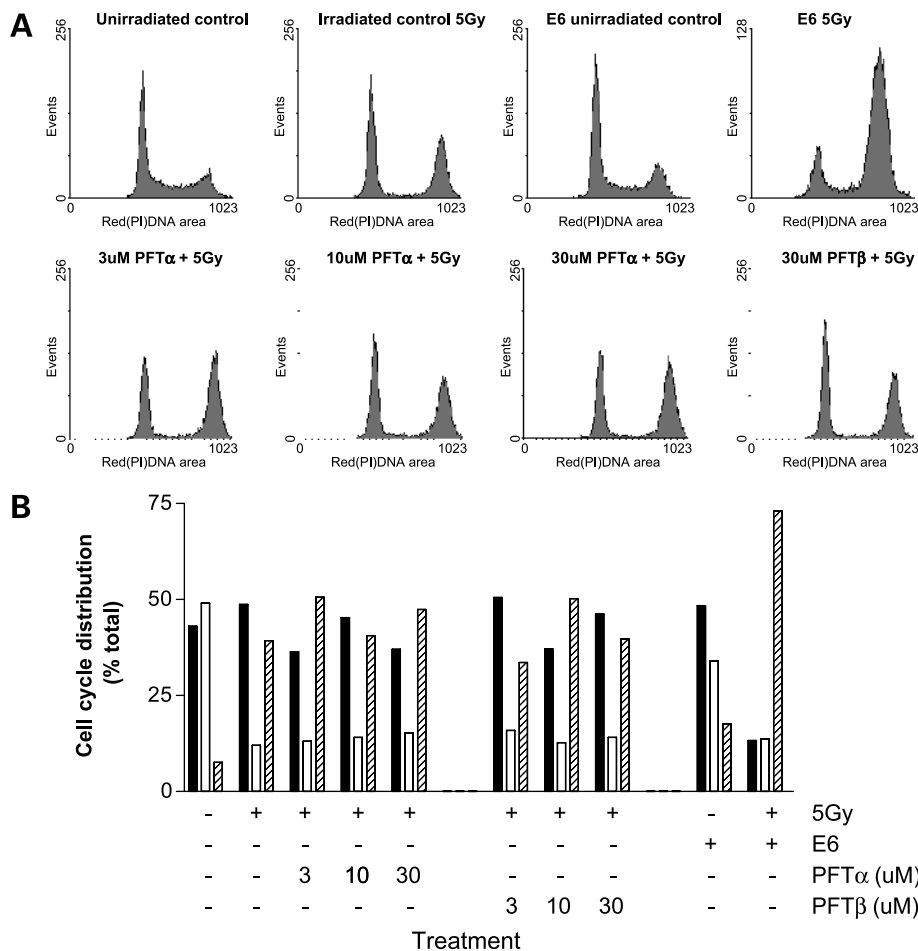 A
Unirradiated control
Irradiated control 5Gy
E6 unirradiated control
E6 5Gy
256
Events
0
0
1023
Red(PI)DNA area
256
Events
0
0
1023
Red(PI)DNA area
256
Events
0
0
1023
Red(PI)DNA area
128
Events
0
0
1023
Red(PI)DNA area
3uM PFTα + 5Gy
10uM PFTα + 5Gy
30uM PFTα + 5Gy
30uM PFTβ + 5Gy
256
Events
0
0
1023
Red(PI)DNA area
256
Events
0
0
1023
Red(PI)DNA area
256
Events
0
0
1023
Red(PI)DNA area
256
Events
0
0
1023
Red(PI)DNA area
B
Cell cycle distribution
(% total)
75
50
25
0
- + + + + + + + - + 5Gy
- - - - - - - - + + E6
- - 3 10 30 - - - - - PFTα (uM)
- - - - - 3 10 30 - - PFTβ (uM)
Treatment